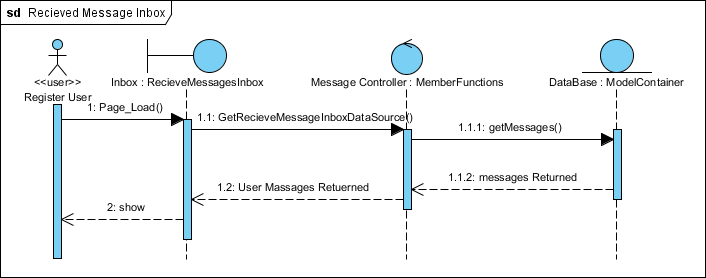 sd Recieved Message Inbox
<<user>>
Register User
Inbox : RecieveMessagesInbox
Message Controller : MemberFunctions
DataBase : ModelContainer
1: Page_Load()
1.1: GetRecieveMessageInboxDataSource()
1.1.1: getMessages()
1.1.2: messages Returned
1.2: User Massages Retuerned
2: show